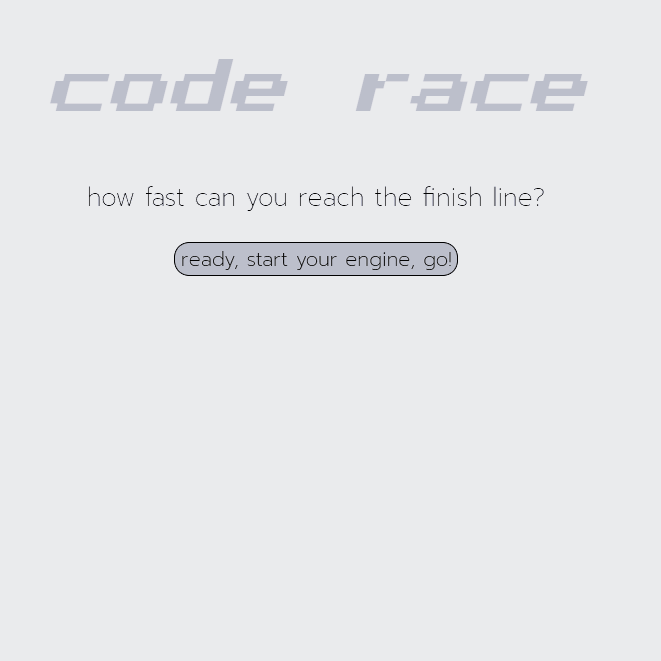 code race
how fast can you reach the finish line?
ready, start your engine, go!